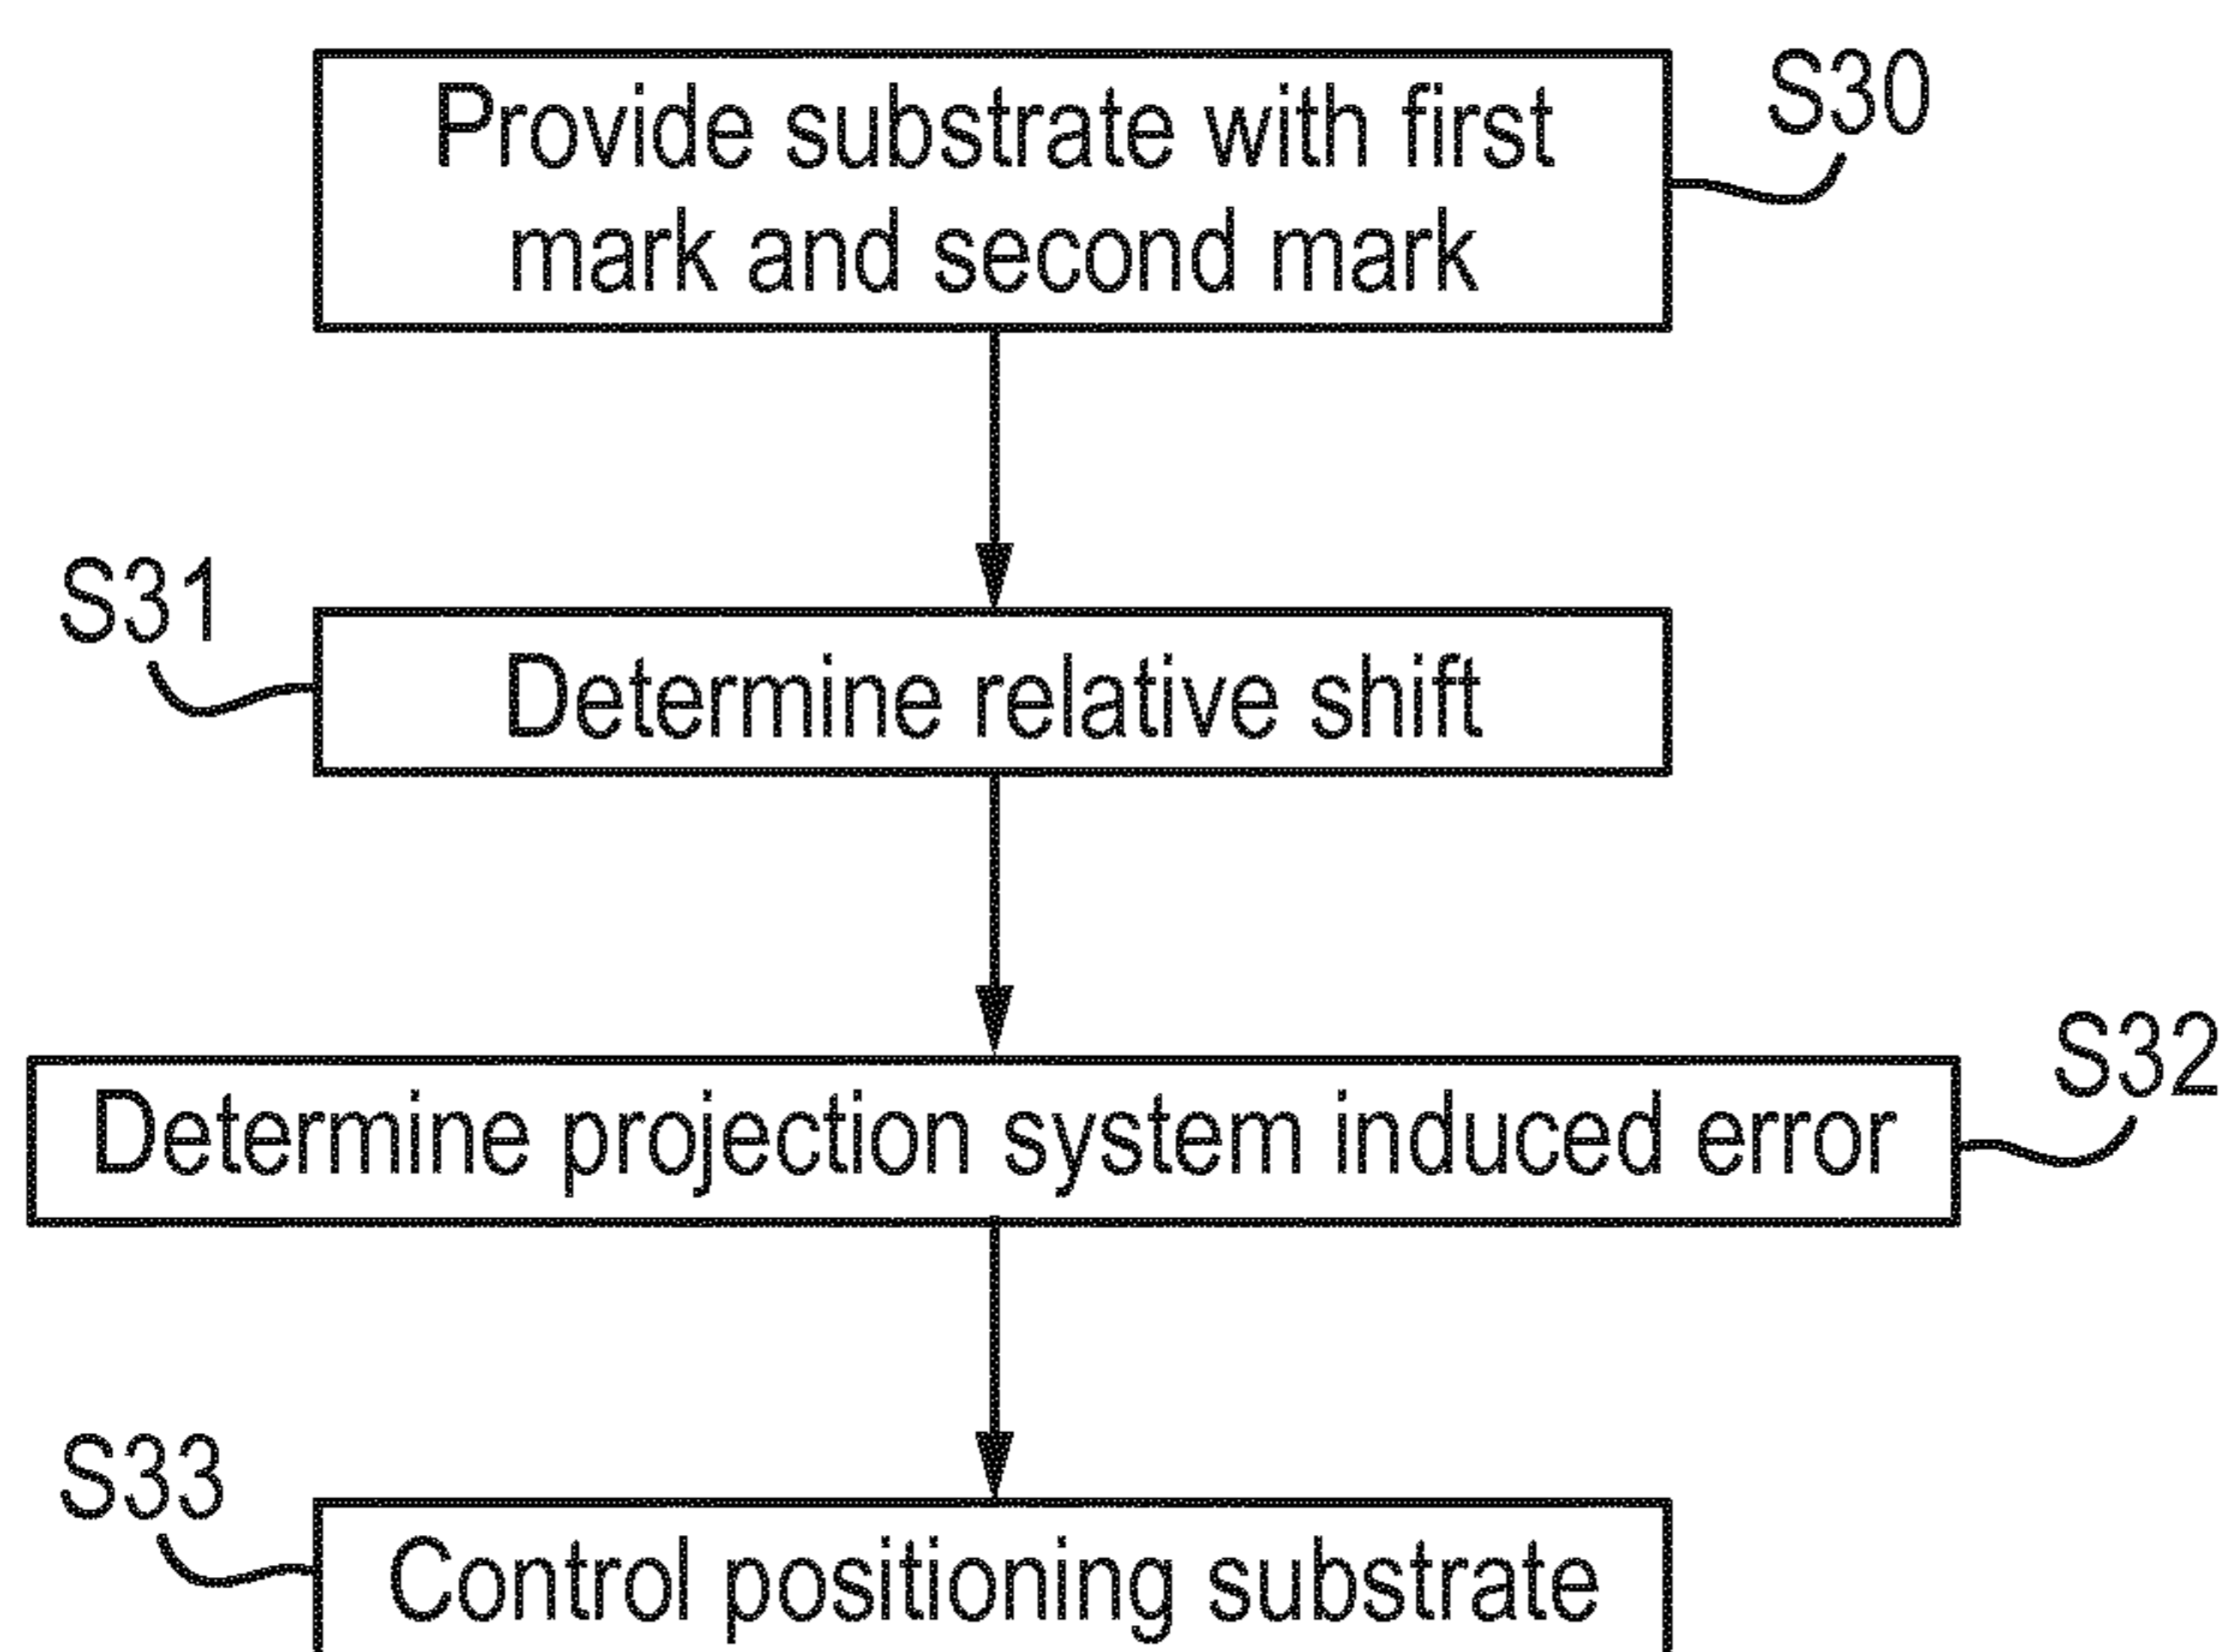 Provide substrate with first
mark and second mark
S30
S31
Determine relative shift
Determine projection system induced error
S32
S33
Control positioning substrate